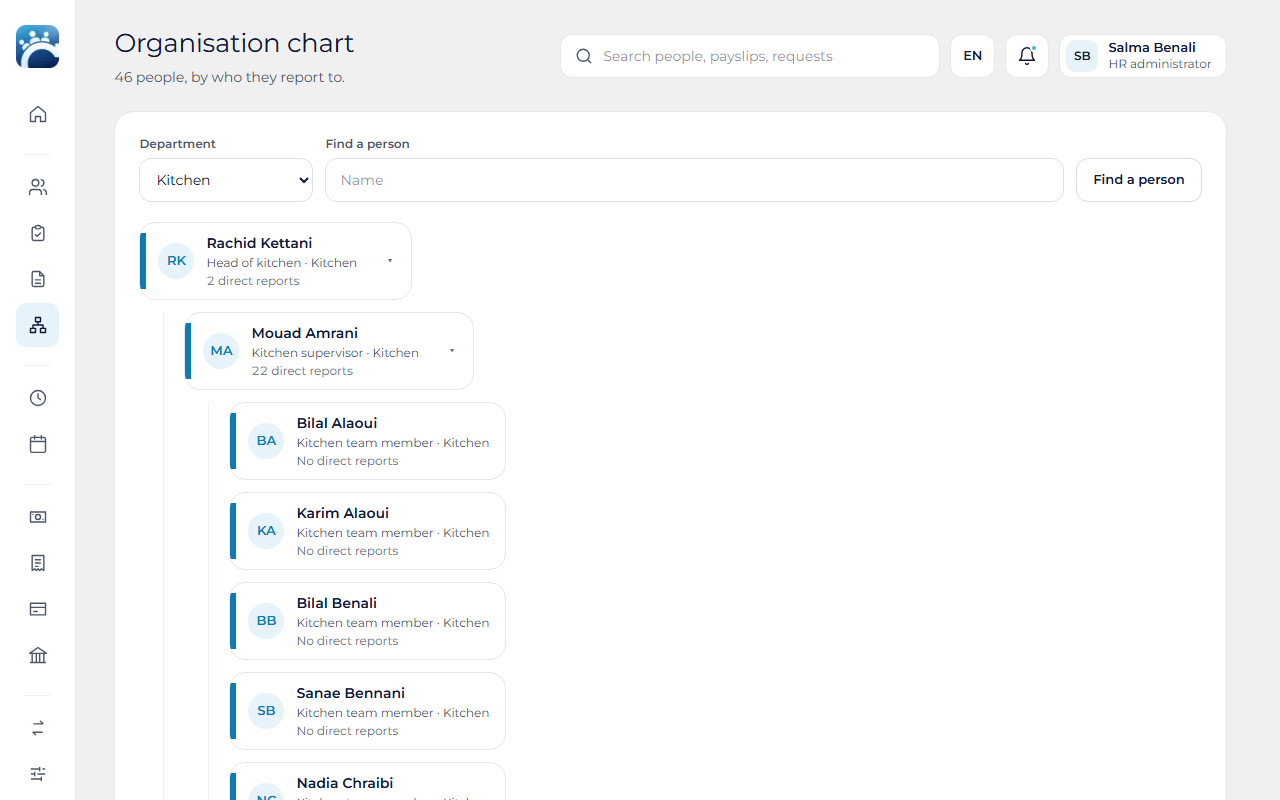 Organisation chart
46 people, by who they report to.
Search people, payslips, requests
EN
SB
Salma Benali
HR administrator
Department
Find a person
Kitchen
Name
Find a person
RK
Rachid Kettani
Head of kitchen · Kitchen
2 direct reports
MA
Mouad Amrani
Kitchen supervisor · Kitchen
22 direct reports
BA
Bilal Alaoui
Kitchen team member · Kitchen
No direct reports
KA
Karim Alaoui
Kitchen team member · Kitchen
No direct reports
BB
Bilal Benali
Kitchen team member · Kitchen
No direct reports
SB
Sanae Bennani
Kitchen team member · Kitchen
No direct reports
Nadia Chraibi